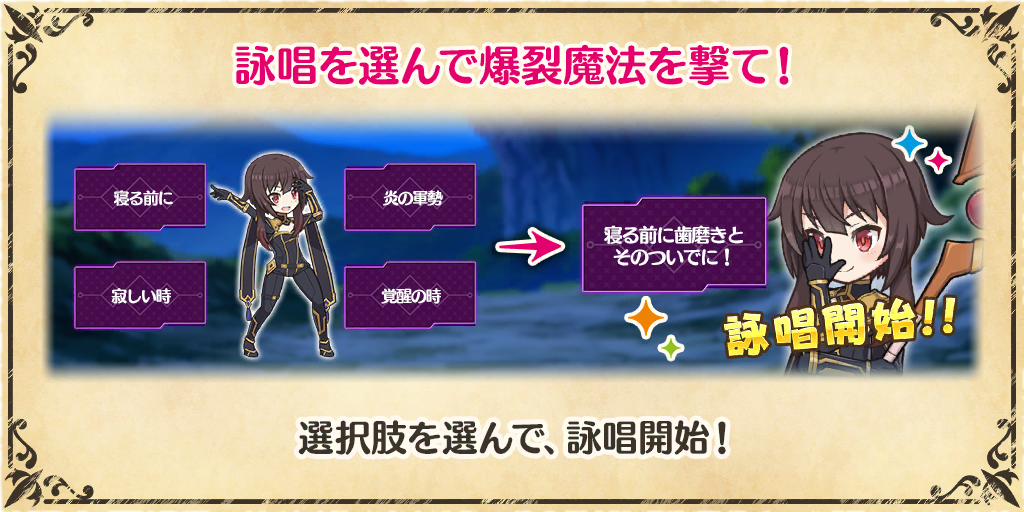 詠唱を選んで爆裂魔法を撃て！
寝る前に
炎の軍勢
寂しい時
覚醒の時
寝る前に歯磨きと
そのついでに！
詠唱開始!!
選択肢を選んで、詠唱開始！